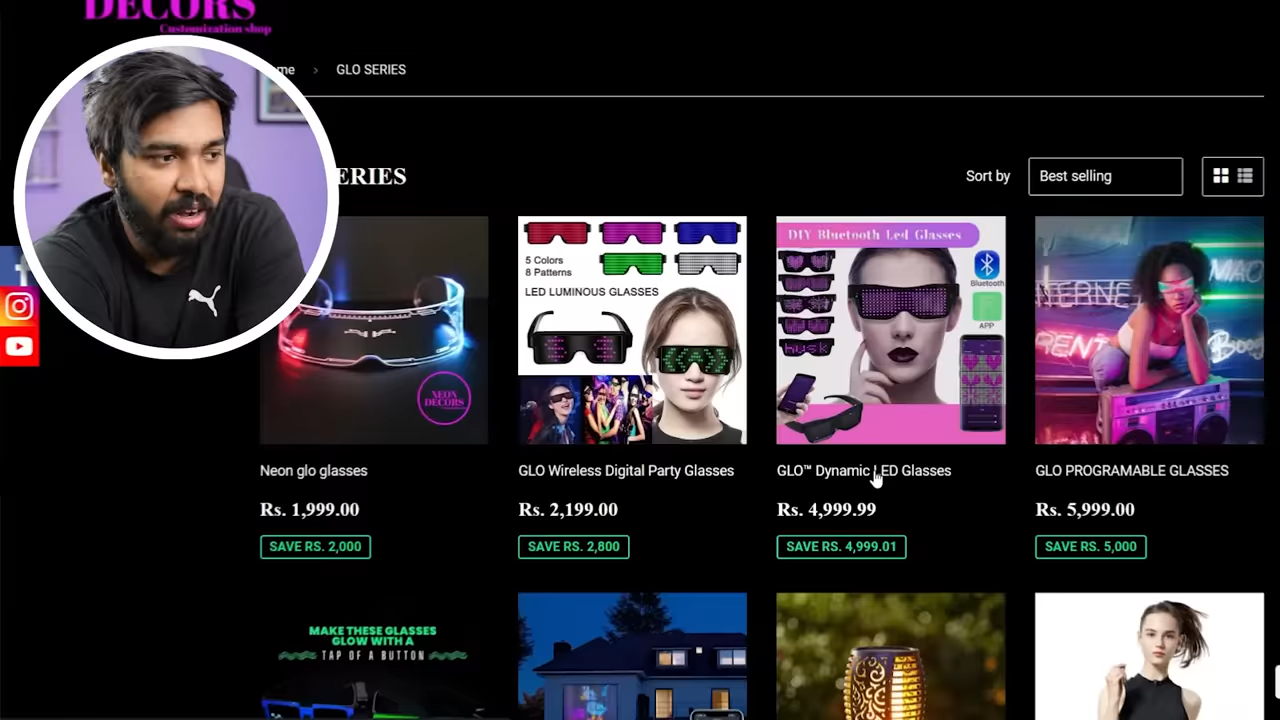 DECORS
Customization shop
me › GLO SERIES
ERIES
Sort by
Best selling
NEON
DECORS
5 Colors
8 Patterns
LED LUMINOUS GLASSES
DIY Bluetooth Led Glasses
Bluetooth
APP
husk
Neon glo glasses
Rs. 1,999.00
SAVE RS. 2,000
GLO Wireless Digital Party Glasses
Rs. 2,199.00
SAVE RS. 2,800
GLO™ Dynamic LED Glasses
Rs. 4,999.99
SAVE RS. 4,999.01
GLO PROGRAMABLE GLASSES
Rs. 5,999.00
SAVE RS. 5,000
MAKE THESE GLASSES
GLOW WITH A
TAP OF A BUTTON